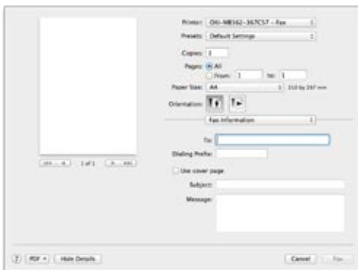 Printer: OKI-MB562-367C57 - Fax
Presets: Default Settings
Copies: 1
Pages: All
From: 1 to: 1
Paper Size: A4 210 by 297 mm
Orientation:
Fax Information
To:
Dialing Prefix:
Use cover page
Subject:
Message:
1 of 1
? PDF Hide Details Cancel Fax